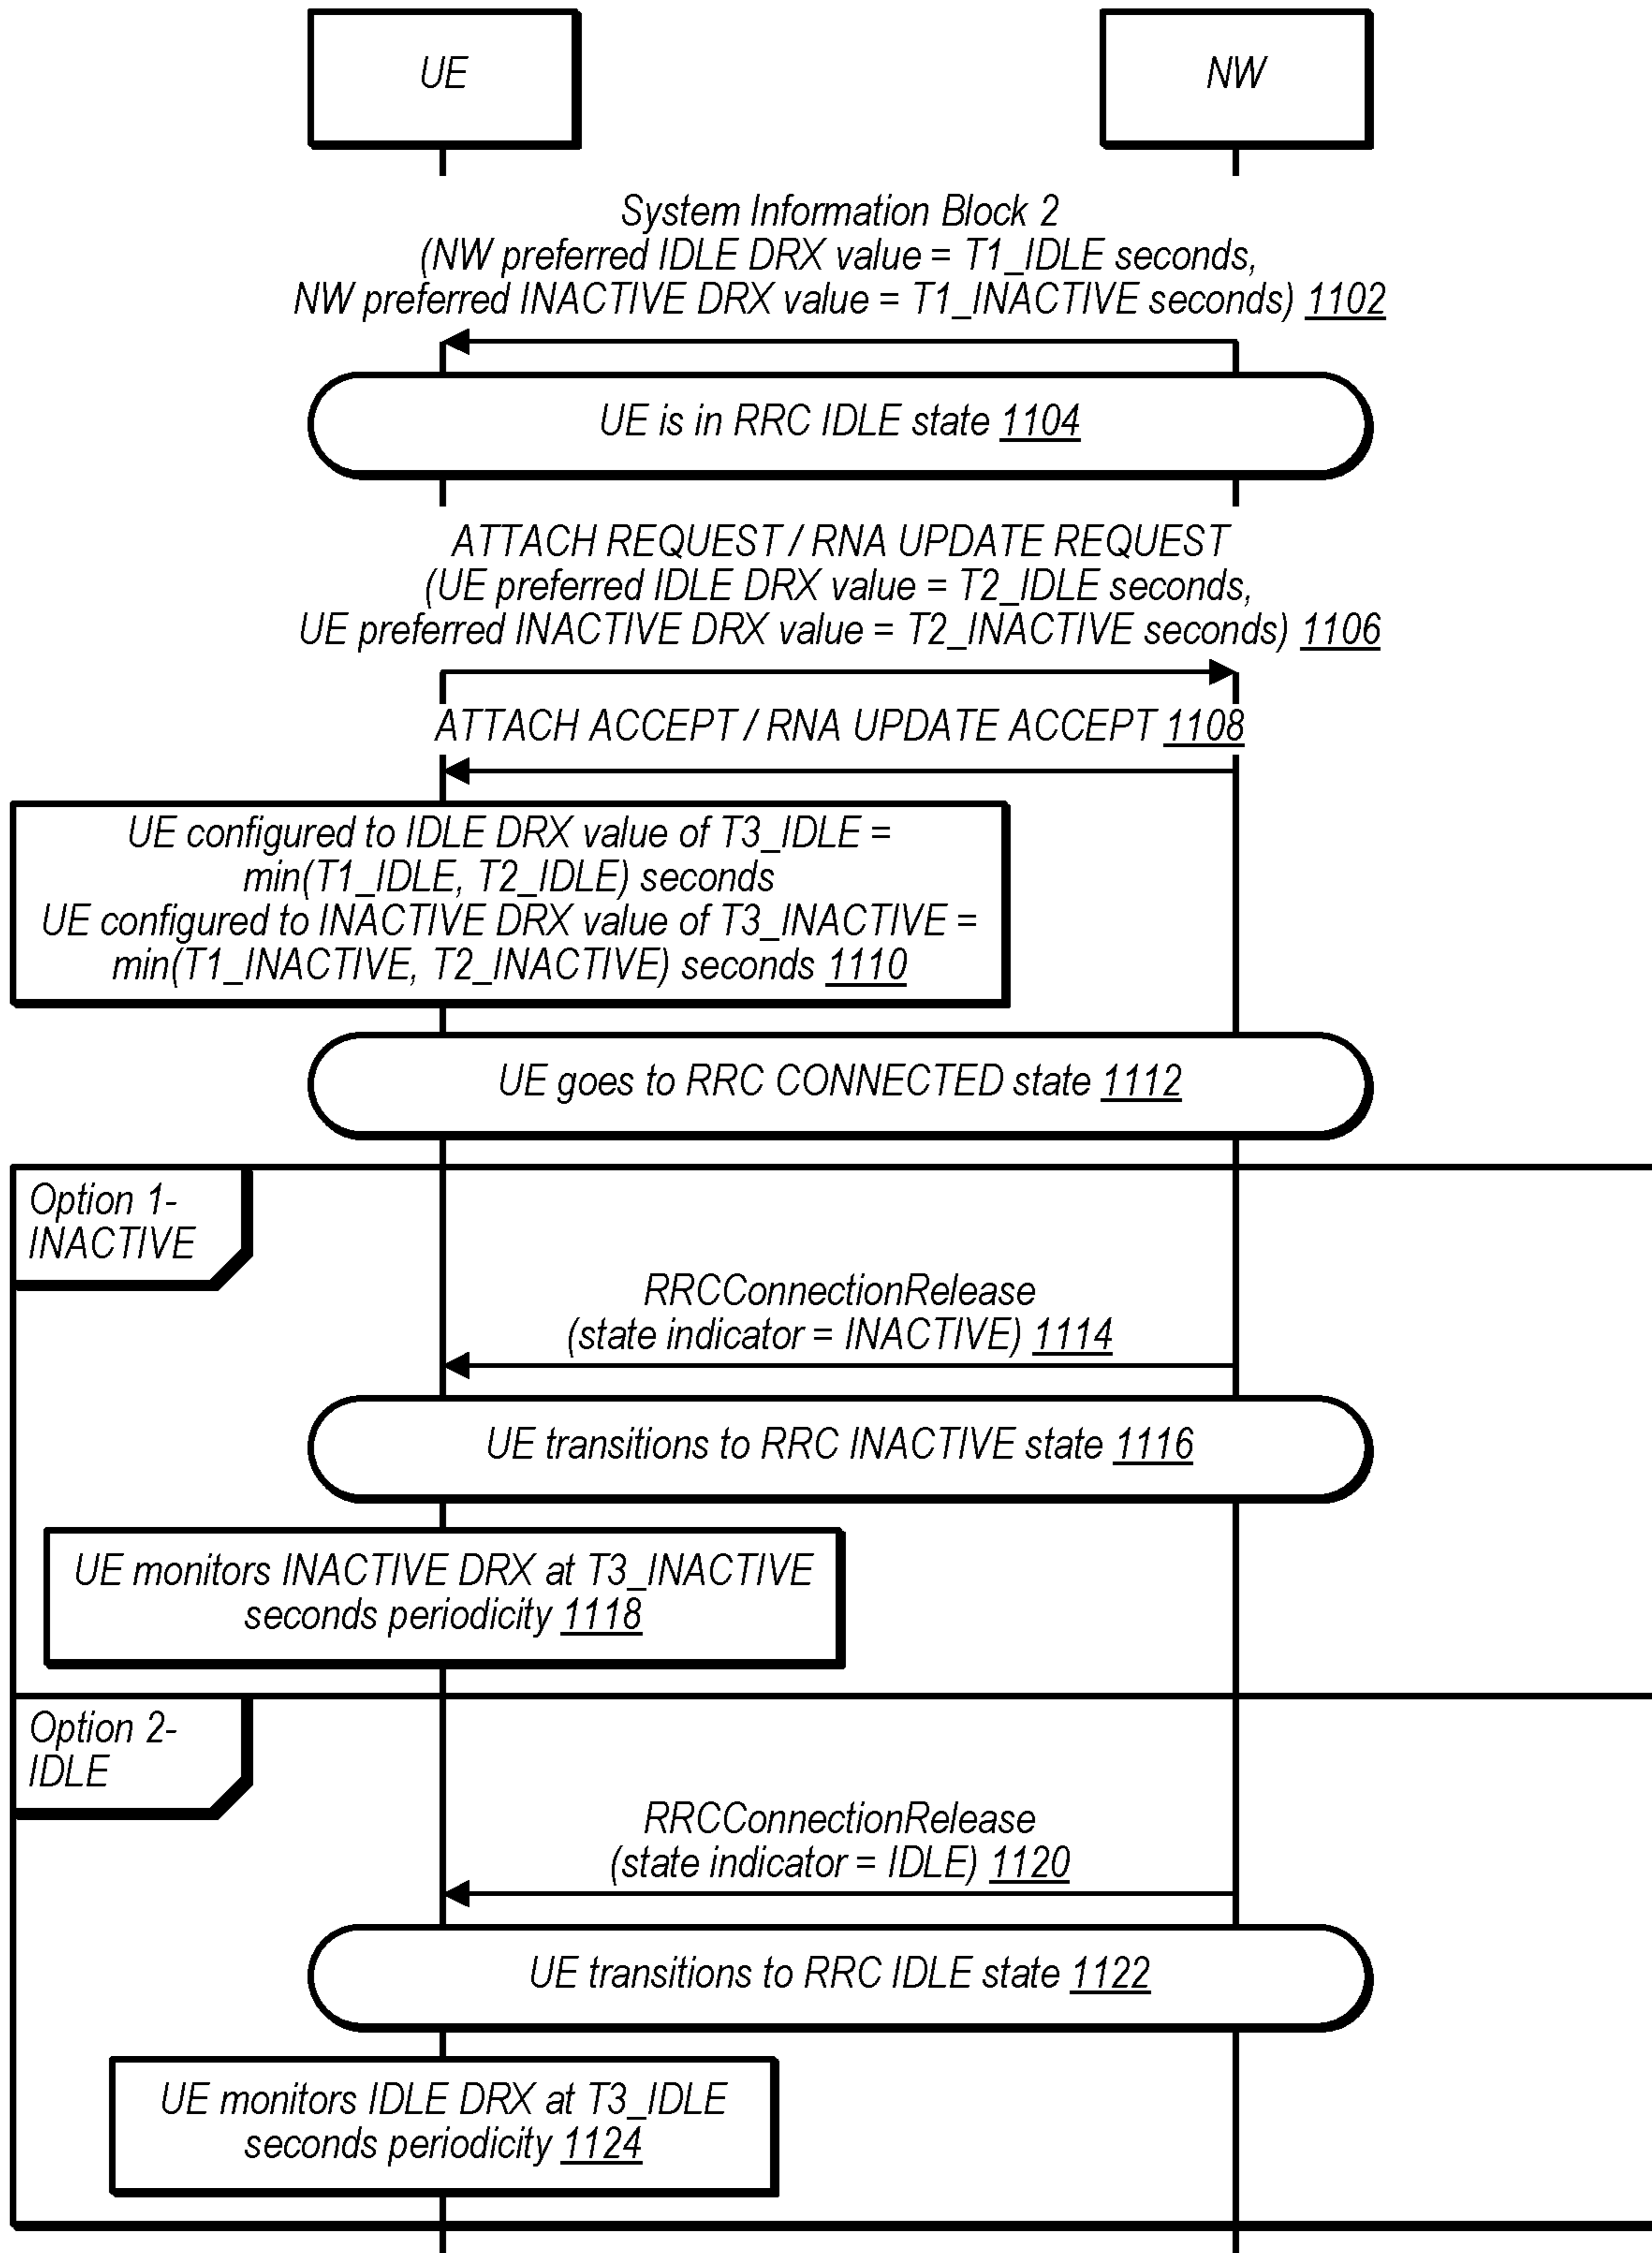 UE
NW
System Information Block 2
(NW preferred IDLE DRX value = T1_IDLE seconds,
NW preferred INACTIVE DRX value = T1_INACTIVE seconds) 1102
UE is in RRC IDLE state 1104
ATTACH REQUEST / RNA UPDATE REQUEST
(UE preferred IDLE DRX value = T2_IDLE seconds,
UE preferred INACTIVE DRX value = T2_INACTIVE seconds) 1106
ATTACH ACCEPT / RNA UPDATE ACCEPT 1108
UE configured to IDLE DRX value of T3_IDLE =
min(T1_IDLE, T2_IDLE) seconds
UE configured to INACTIVE DRX value of T3_INACTIVE =
min(T1_INACTIVE, T2_INACTIVE) seconds 1110
UE goes to RRC CONNECTED state 1112
Option 1-
INACTIVE
RRCConnectionRelease
(state indicator = INACTIVE) 1114
UE transitions to RRC INACTIVE state 1116
UE monitors INACTIVE DRX at T3_INACTIVE
seconds periodicity 1118
Option 2-
IDLE
RRCConnectionRelease
(state indicator = IDLE) 1120
UE transitions to RRC IDLE state 1122
UE monitors IDLE DRX at T3_IDLE
seconds periodicity 1124